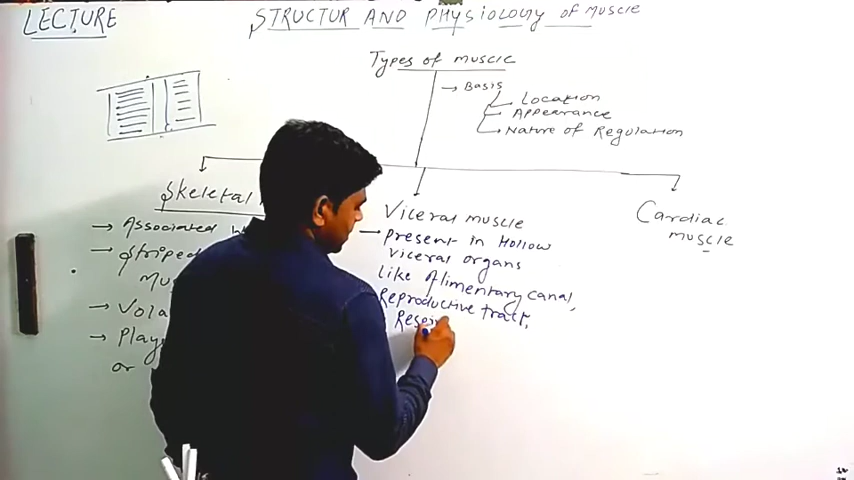 LECTURE
STRUCTUR AND PHYSIOLOGY of MUSCLE
Types of muscle
→ Basis
Location
Appearance
Nature of Regulation
Skeletal
→ Associated
→ Striped
→
→ Play
or
Viceral muscle
→ present in Hollow
viceral organs
like Alimentary canal,
Reproductive tract,
Cardiac
muscle